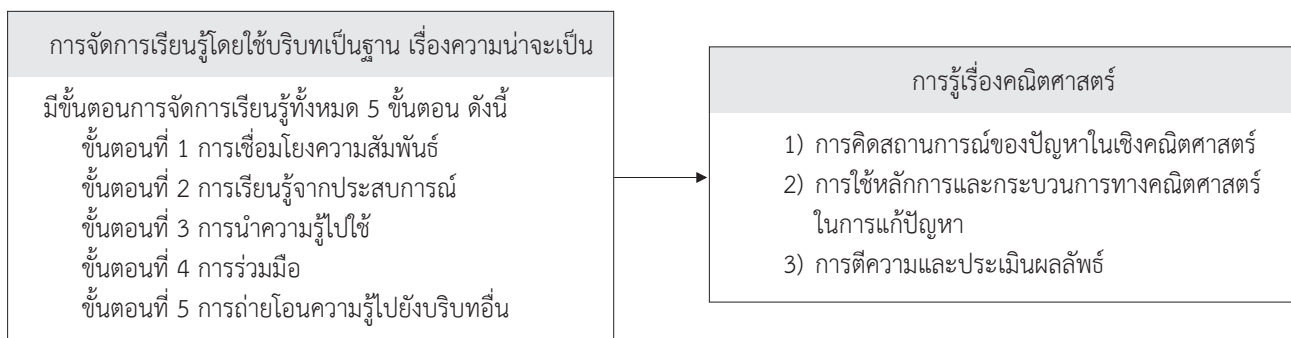 การจัดการเรียนรู้โดยใช้บริบทเป็นฐาน เรื่องความน่าจะเป็น
มีขั้นตอนการจัดการเรียนรู้ทั้งหมด 5 ขั้นตอน ดังนี้
ขั้นตอนที่ 1 การเชื่อมโยงความสัมพันธ์
ขั้นตอนที่ 2 การเรียนรู้จากประสบการณ์
ขั้นตอนที่ 3 การนำความรู้ไปใช้
ขั้นตอนที่ 4 การร่วมมือ
ขั้นตอนที่ 5 การถ่ายโอนความรู้ไปยังบริบทอื่น
การรู้เรื่องคณิตศาสตร์
1) การคิดสถานการณ์ของปัญหาในเชิงคณิตศาสตร์
2) การใช้หลักการและกระบวนการทางคณิตศาสตร์
ในการแก้ปัญหา
3) การตีความและประเมินผลลัพธ์